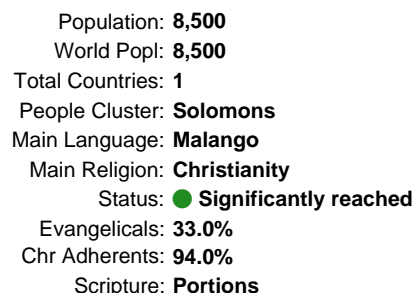 Population: 8,500
World Popl: 8,500
Total Countries: 1
People Cluster: Solomons
Main Language: Malango
Main Religion: Christianity
Status: Significantly reached
Evangelicals: 33.0%
Chr Adherents: 94.0%
Scripture: Portions